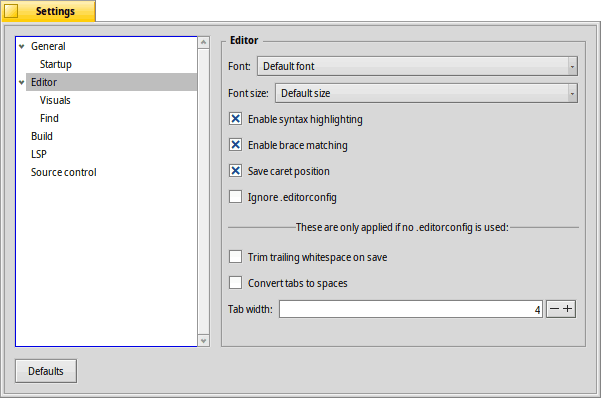 Settings
General
Startup
Editor
Visuals
Find
Build
LSP
Source control
Editor
Font: Default font
Font size: Default size
Enable syntax highlighting
Enable brace matching
Save caret position
Ignore .editorconfig
These are only applied if no .editorconfig is used:
Trim trailing whitespace on save
Convert tabs to spaces
Tab width: 4
Defaults